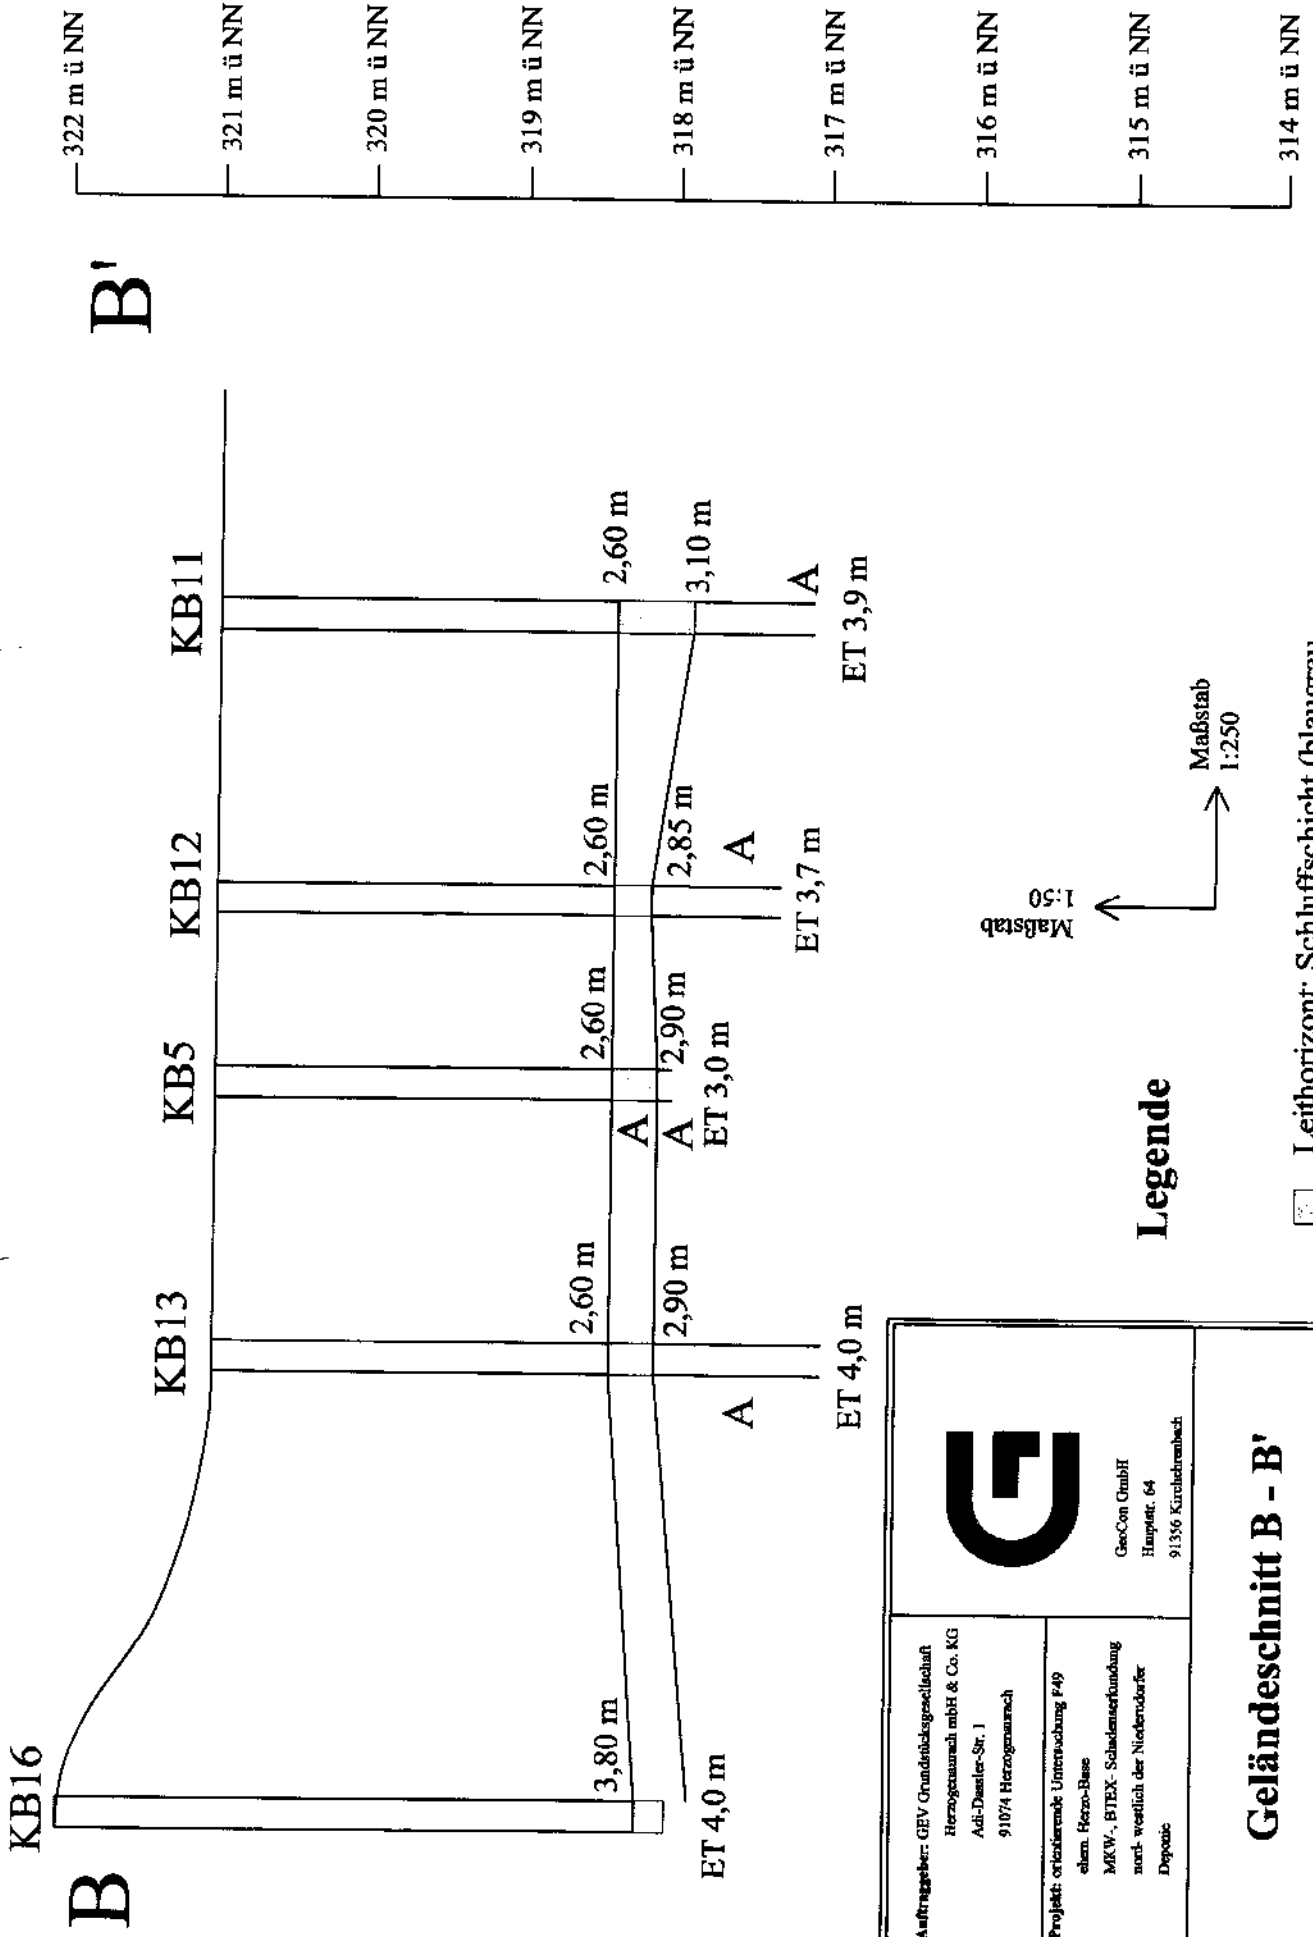 B
B'
KB16
KB13
KB5
KB12
KB11
322 m ü NN
321 m ü NN
320 m ü NN
319 m ü NN
318 m ü NN
317 m ü NN
316 m ü NN
315 m ü NN
314 m ü NN
3,80 m
ET 4,0 m
2,60 m
2,90 m
A
ET 4,0 m
2,60 m
A
2,90 m
A
ET 3,0 m
2,60 m
2,85 m
A
ET 3,7 m
2,60 m
3,10 m
A
ET 3,9 m
Maßstab
1:50
Maßstab
1:250
Legende
Leithorizont: Schluffschicht (blaugrau
Auftraggeber: GEV Grundstücksgesellschaft
Herzogenaurach mbH & Co. KG
Adi-Dassler-Str. 1
91074 Herzogenaurach
Projekt: orientierende Untersuchung F49
ehem. Herzo-Base
MKW-, BTEX- Schadenserkundung
nord- westlich der Niederndorfer
Deponie
GeoCon GmbH
Hauptstr. 64
91356 Kirchehrenbach
Geländeschnitt B - B'